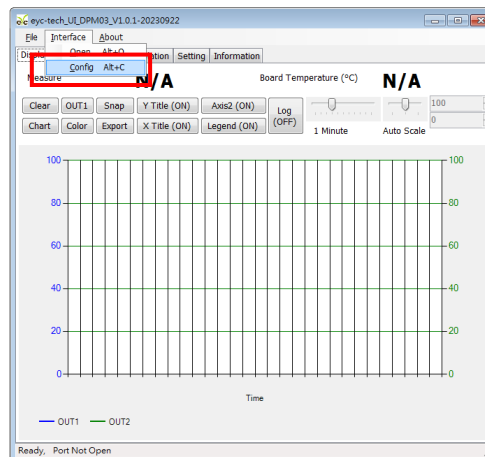 eyc-tech_UI_DPM03_V1.0.1-20230922
File Interface About
Open Alt+O
Setting Information
Config Alt+C
Measure N/A Board Temperature (°C) N/A
Clear OUT1 Snap Y Title (ON) Axis2 (ON) Log (OFF) 100
Chart Color Export X Title (ON) Legend (ON) 1 Minute Auto Scale 0
100 100
80 80
60 60
40 40
20 20
0 0
Time
OUT1 OUT2
Ready, Port Not Open